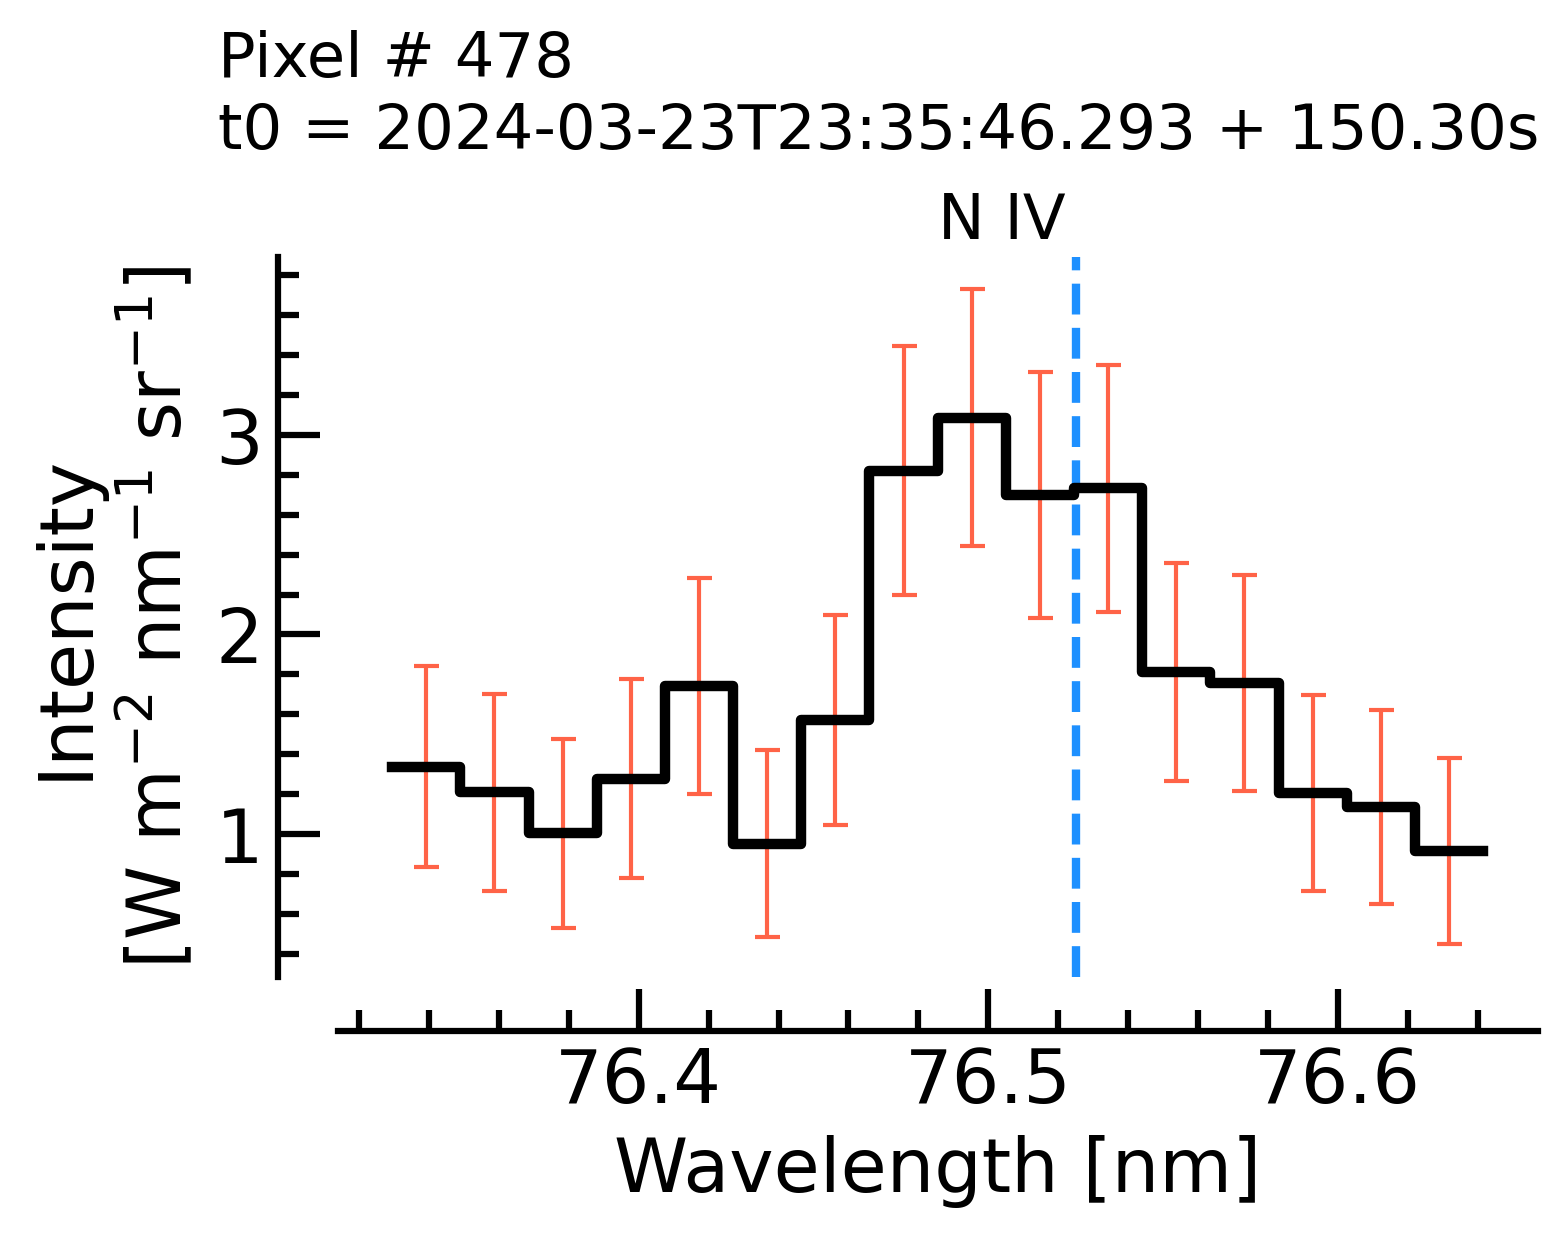 Pixel # 478
t0 = 2024-03-23T23:35:46.293 + 150.30s
N IV
Intensity
[W m⁻² nm⁻¹ sr⁻¹]
3
2
1
76.4 76.5 76.6
Wavelength [nm]